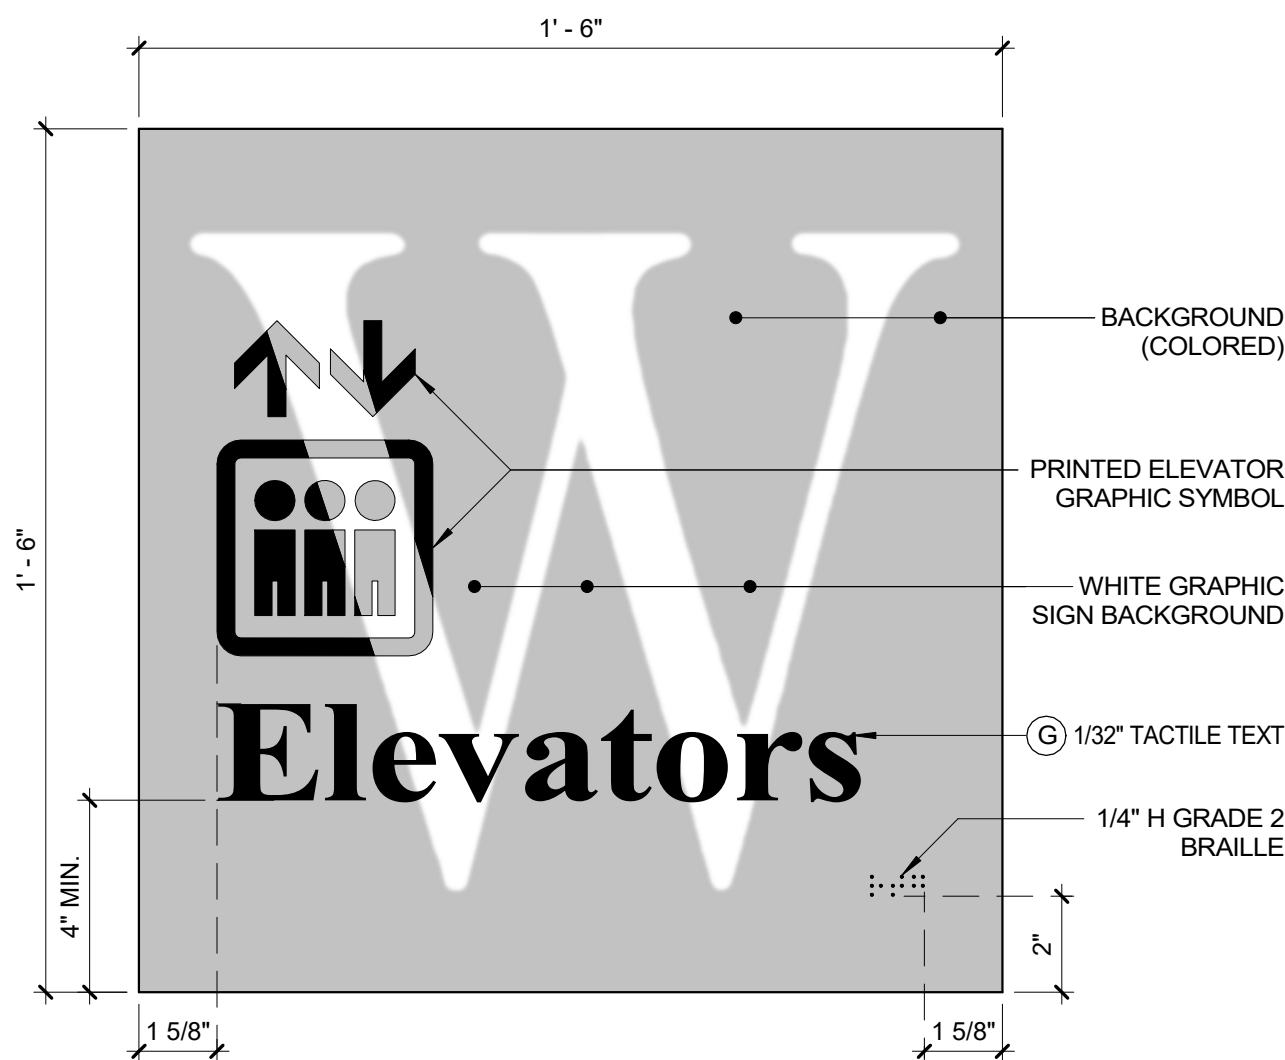 1' - 6"
W
BACKGROUND
(COLORED)
PRINTED ELEVATOR
GRAPHIC SYMBOL
1' - 6"
WHITE GRAPHIC
SIGN BACKGROUND
Elevators
G 1/32" TACTILE TEXT
1/4" H GRADE 2
BRAILLE
4" MIN.
2"
1 5/8"
1 5/8"